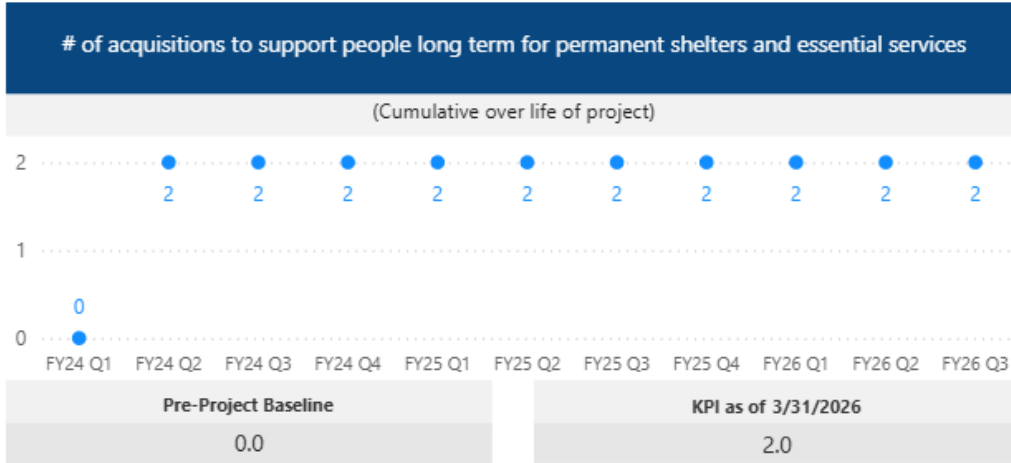 # of acquisitions to support people long term for permanent shelters and essential services
(Cumulative over life of project)
2
2 2 2 2 2 2 2 2 2 2
1
0
0
FY24 Q1 FY24 Q2 FY24 Q3 FY24 Q4 FY25 Q1 FY25 Q2 FY25 Q3 FY25 Q4 FY26 Q1 FY26 Q2 FY26 Q3
Pre-Project Baseline KPI as of 3/31/2026
0.0 2.0